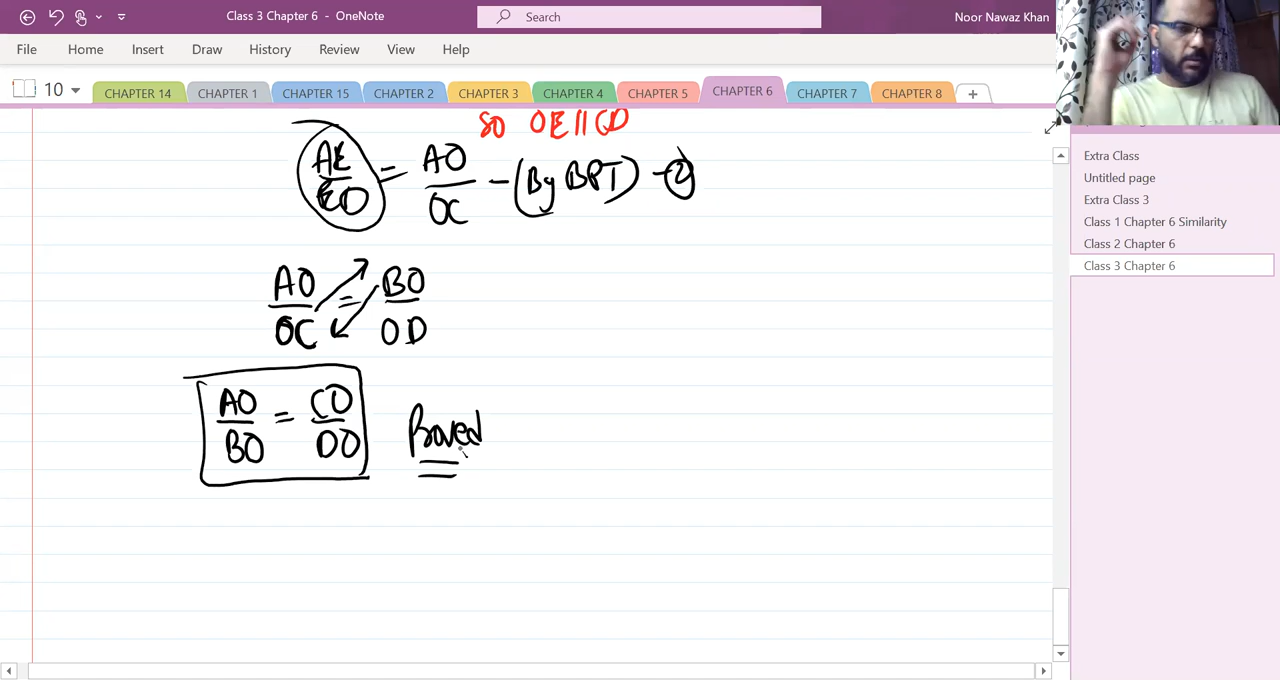 Class 3 Chapter 6 - OneNote
Search
Noor Nawaz Khan
File Home Insert Draw History Review View Help
10 CHAPTER 14 CHAPTER 1 CHAPTER 15 CHAPTER 2 CHAPTER 3 CHAPTER 4 CHAPTER 5 CHAPTER 6 CHAPTER 7 CHAPTER 8 +
SO OE || CD
AE/ED = AO/OC - (By BPT) - 2
AO/OC = BO/OD
AO/BO = CO/DO Proved
Extra Class
Untitled page
Extra Class 3
Class 1 Chapter 6 Similarity
Class 2 Chapter 6
Class 3 Chapter 6